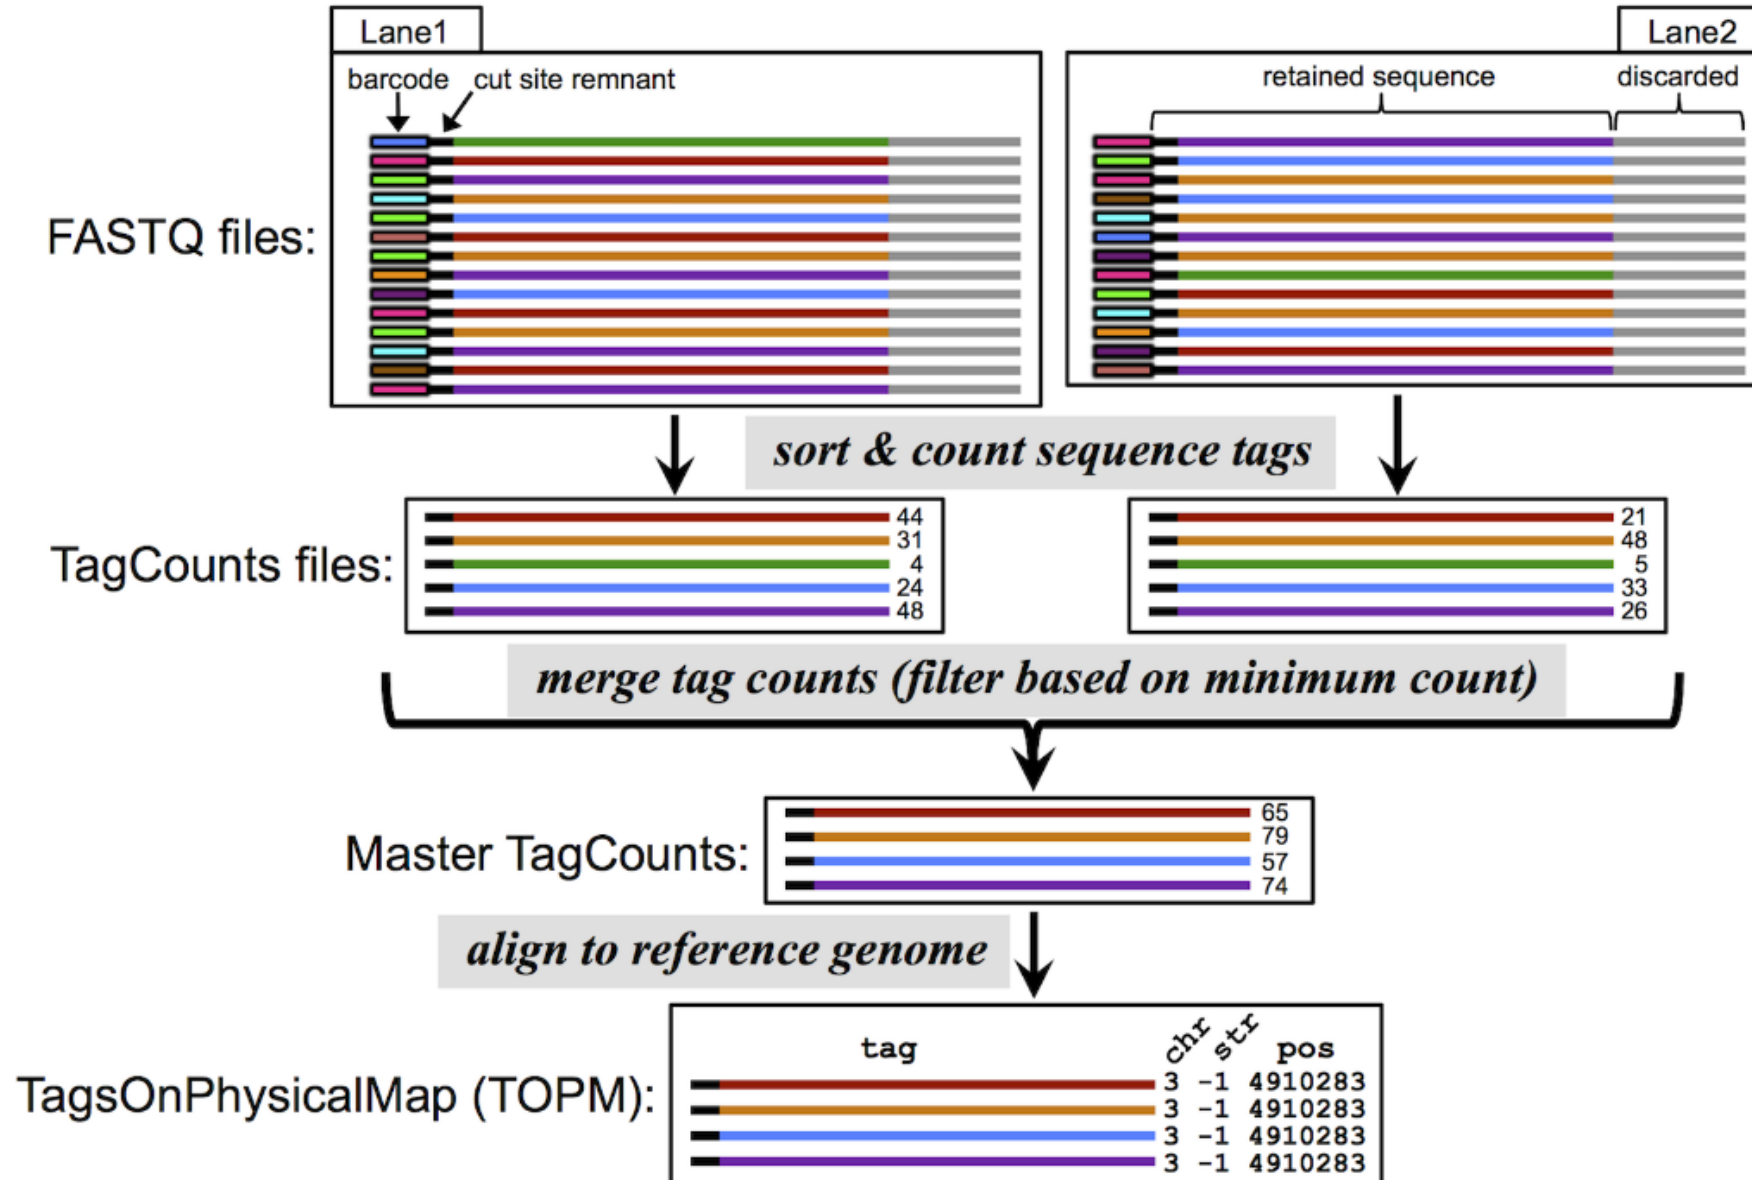 Lane1
Lane2
barcode
cut site remnant
retained sequence
discarded
FASTQ files:
sort & count sequence tags
TagCounts files:
44
31
4
24
48
21
48
5
33
26
merge tag counts (filter based on minimum count)
Master TagCounts:
65
79
57
74
align to reference genome
TagsOnPhysicalMap (TOPM):
tag chr str pos
3 -1 4910283
3 -1 4910283
3 -1 4910283
3 -1 4910283